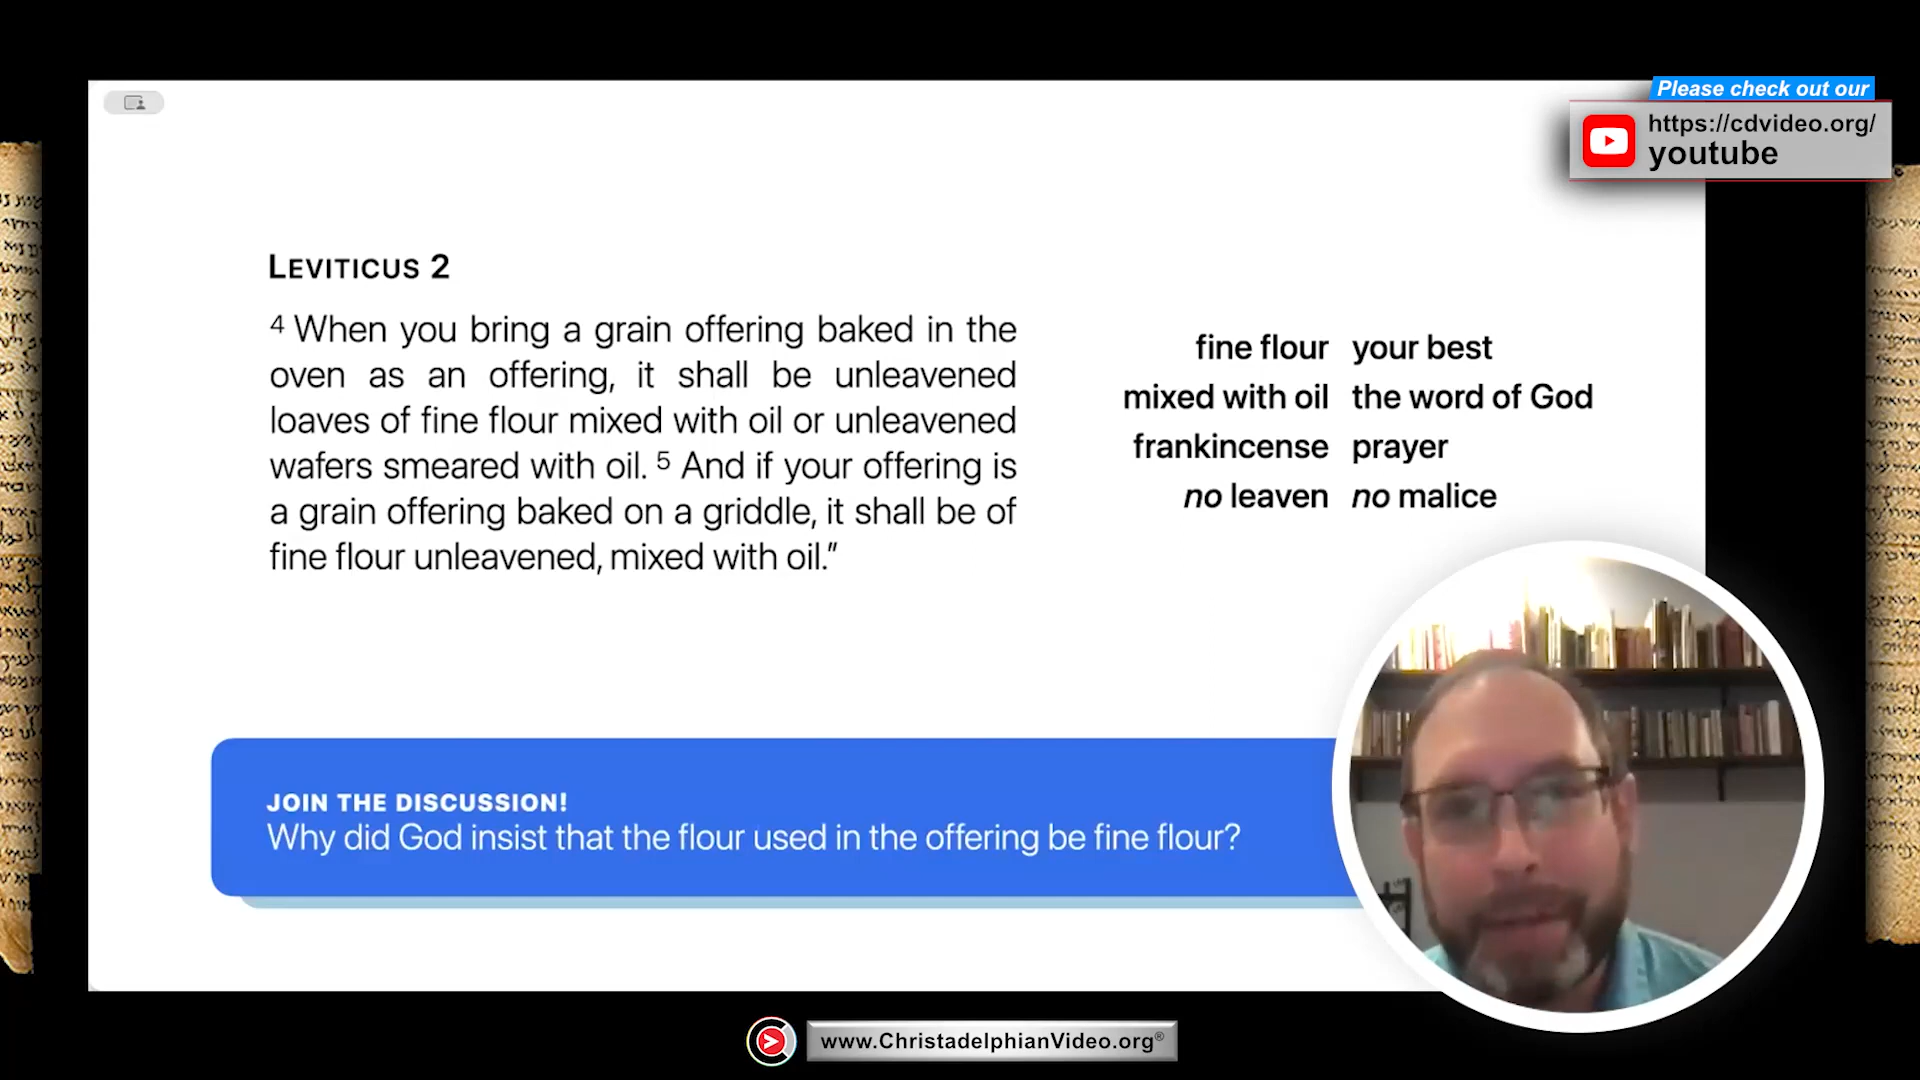 Please check out our
https://cdvideo.org/
youtube
LEVITICUS 2
4 When you bring a grain offering baked in the
oven as an offering, it shall be unleavened
loaves of fine flour mixed with oil or unleavened
wafers smeared with oil. 5 And if your offering is
a grain offering baked on a griddle, it shall be of
fine flour unleavened, mixed with oil.”
fine flour your best
mixed with oil the word of God
frankincense prayer
no leaven no malice
JOIN THE DISCUSSION!
Why did God insist that the flour used in the offering be fine flour?
www.ChristadelphianVideo.org®